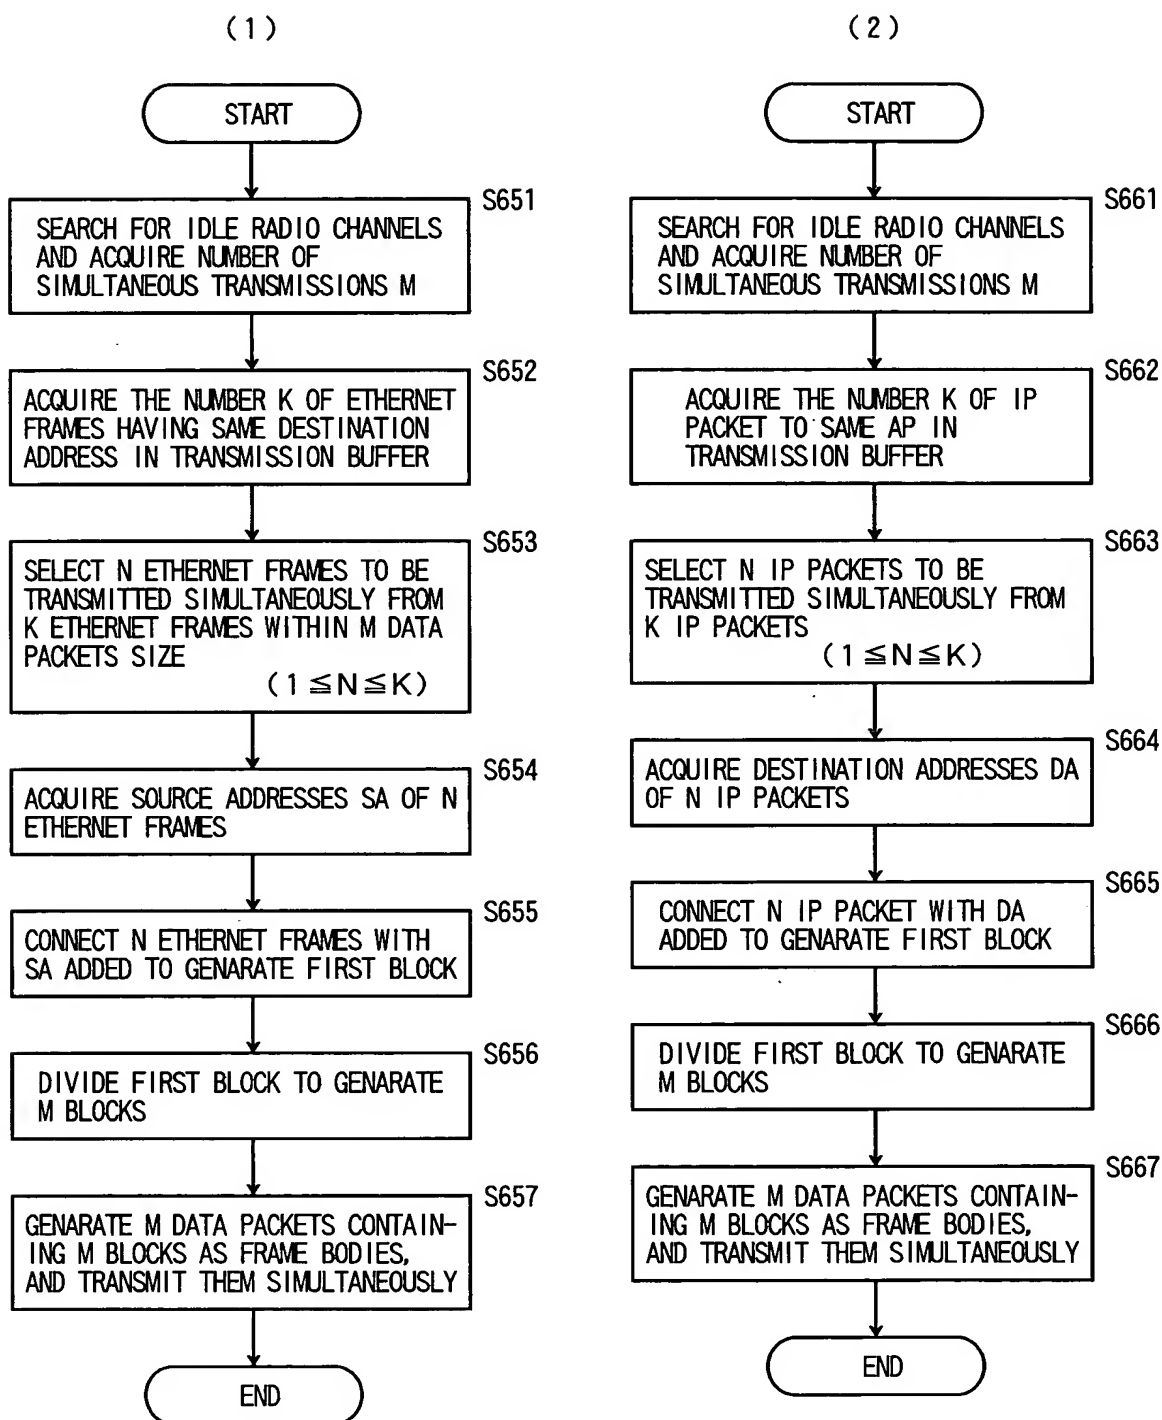 (1)
START
S651
SEARCH FOR IDLE RADIO CHANNELS
AND ACQUIRE NUMBER OF
SIMULTANEOUS TRANSMISSIONS M
S652
ACQUIRE THE NUMBER K OF ETHERNET
FRAMES HAVING SAME DESTINATION
ADDRESS IN TRANSMISSION BUFFER
S653
SELECT N ETHERNET FRAMES TO BE
TRANSMITTED SIMULTANEOUSLY FROM
K ETHERNET FRAMES WITHIN M DATA
PACKETS SIZE
(1≦N≦K)
S654
ACQUIRE SOURCE ADDRESSES SA OF N
ETHERNET FRAMES
S655
CONNECT N ETHERNET FRAMES WITH
SA ADDED TO GENARATE FIRST BLOCK
S656
DIVIDE FIRST BLOCK TO GENARATE
M BLOCKS
S657
GENARATE M DATA PACKETS CONTAIN-
ING M BLOCKS AS FRAME BODIES,
AND TRANSMIT THEM SIMULTANEOUSLY
END
(2)
START
S661
SEARCH FOR IDLE RADIO CHANNELS
AND ACQUIRE NUMBER OF
SIMULTANEOUS TRANSMISSIONS M
S662
ACQUIRE THE NUMBER K OF IP
PACKET TO SAME AP IN
TRANSMISSION BUFFER
S663
SELECT N IP PACKETS TO BE
TRANSMITTED SIMULTANEOUSLY FROM
K IP PACKETS
(1≦N≦K)
S664
ACQUIRE DESTINATION ADDRESSES DA
OF N IP PACKETS
S665
CONNECT N IP PACKET WITH DA
ADDED TO GENARATE FIRST BLOCK
S666
DIVIDE FIRST BLOCK TO GENARATE
M BLOCKS
S667
GENARATE M DATA PACKETS CONTAIN-
ING M BLOCKS AS FRAME BODIES,
AND TRANSMIT THEM SIMULTANEOUSLY
END